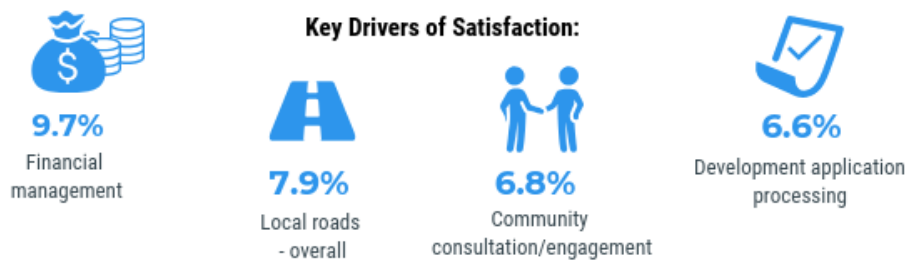 Key Drivers of Satisfaction:
$
9.7%
Financial
management
7.9%
Local roads
- overall
6.8%
Community
consultation/engagement
6.6%
Development application
processing